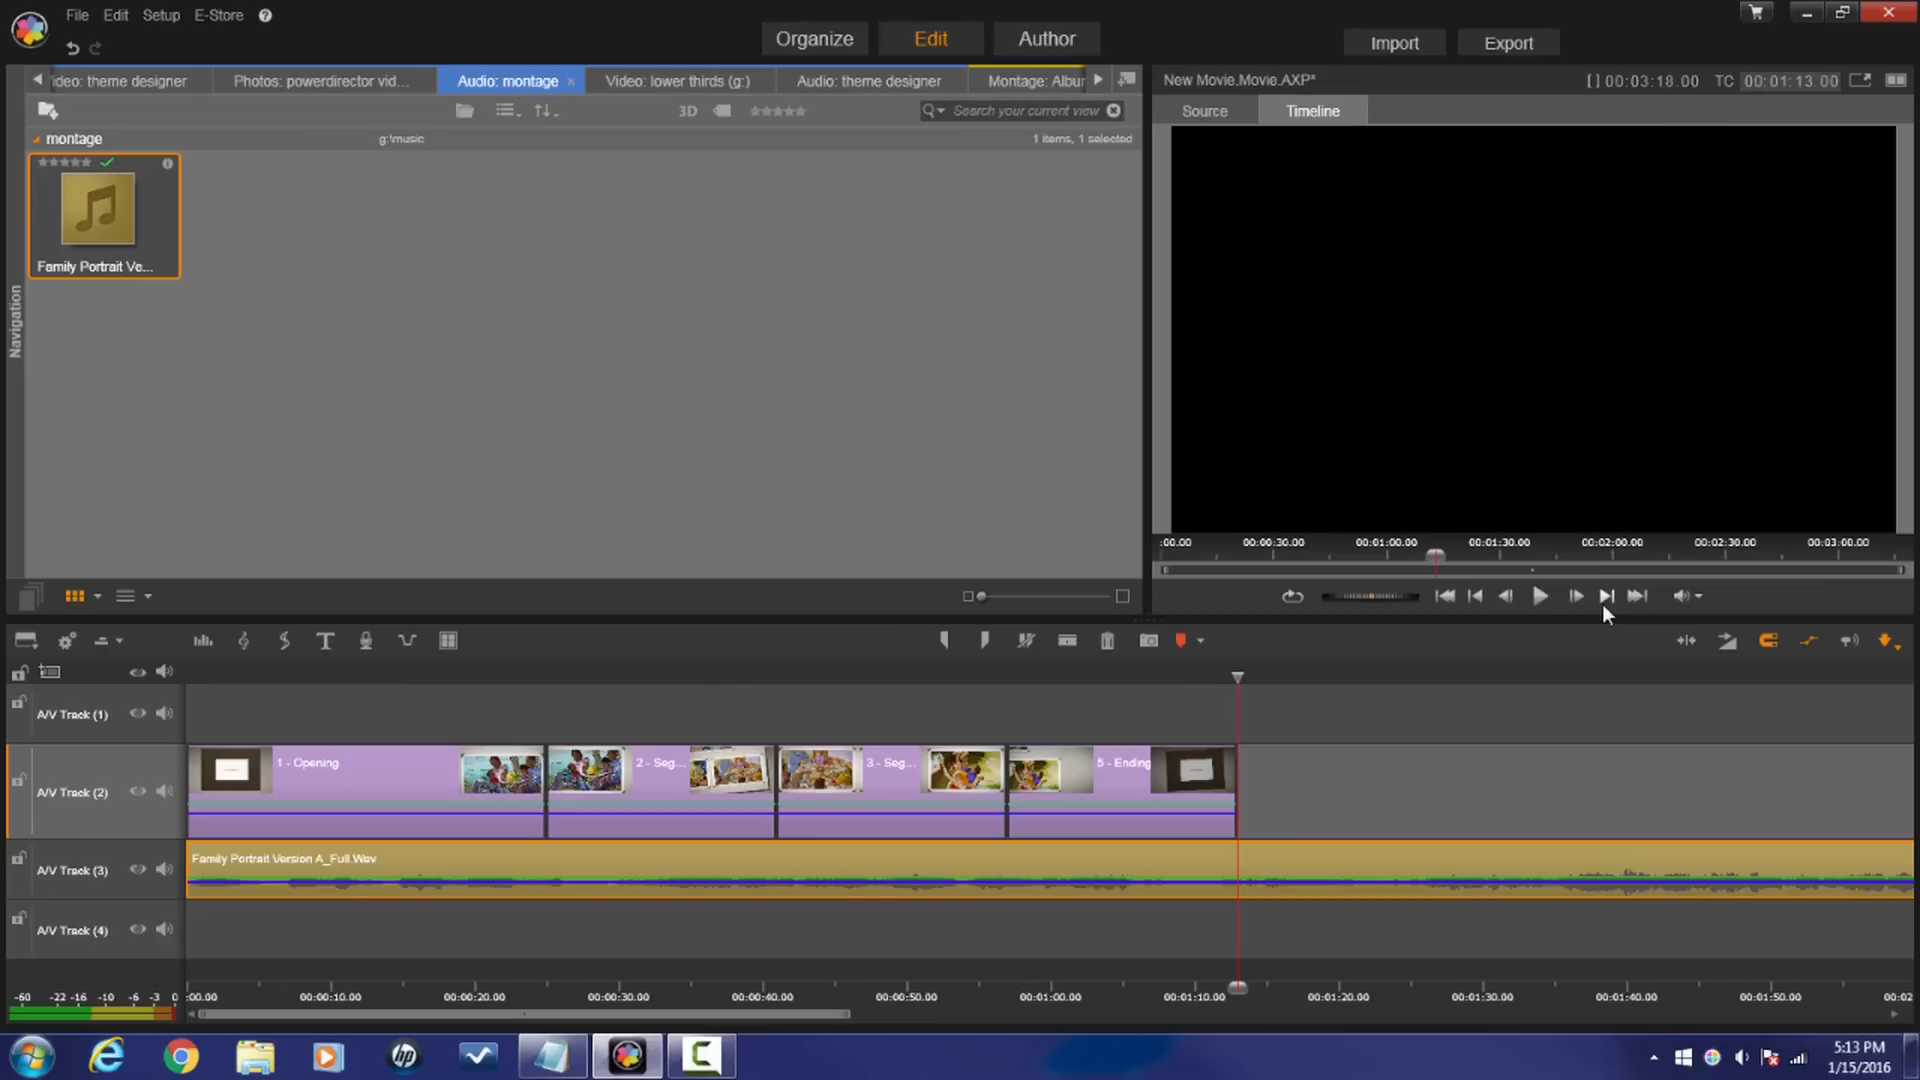 File Edit Setup E-Store ?
Organize Edit Author Import Export
ideo: theme designer Photos: powerdirector vid... Audio: montage × Video: lower thirds (g:) Audio: theme designer Montage: Albur
New Movie.Movie.AXP* [ ] 00:03:18.00 TC 00:01:13.00
3D Search your current view
Source Timeline
montage g:\music 1 items, 1 selected
Family Portrait Ve...
Navigation
:00.00 00:00:30.00 00:01:00.00 00:01:30.00 00:02:00.00 00:02:30.00 00:03:00.00
A/V Track (1)
1 - Opening 2 - Seg... 3 - Seg... 5 - Ending
A/V Track (2)
Family Portrait Version A_Full.Wav
A/V Track (3)
A/V Track (4)
-60 -22 -16 -10 -6 -3 0 :00.00 00:00:10.00 00:00:20.00 00:00:30.00 00:00:40.00 00:00:50.00 00:01:00.00 00:01:10.00 00:01:20.00 00:01:30.00 00:01:40.00 00:01:50.00 00:02
5:13 PM
1/15/2016